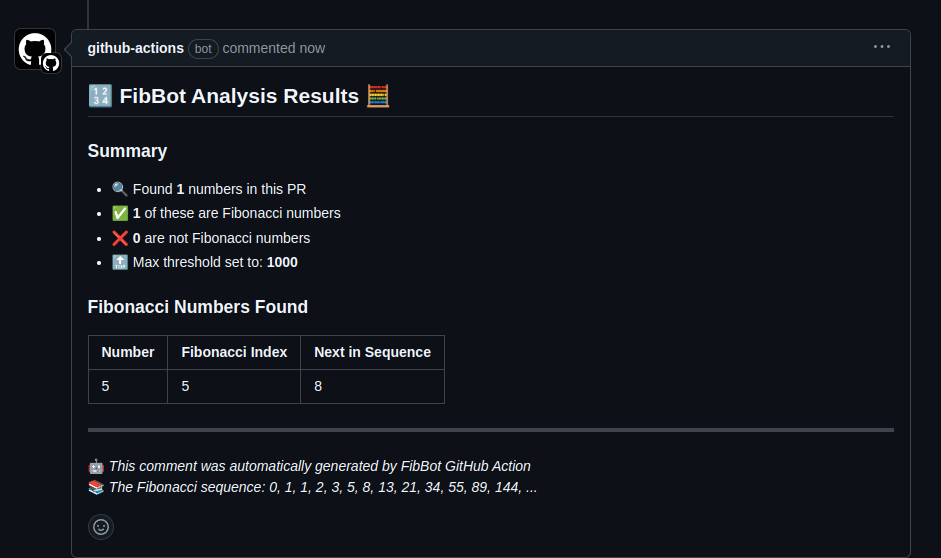 github-actions bot commented now
🔢 FibBot Analysis Results 🧮
Summary
• 🔍 Found 1 numbers in this PR
• ✅ 1 of these are Fibonacci numbers
• ❌ 0 are not Fibonacci numbers
• 🔝 Max threshold set to: 1000
Fibonacci Numbers Found
Number Fibonacci Index Next in Sequence
5 5 8
🤖 This comment was automatically generated by FibBot GitHub Action
📚 The Fibonacci sequence: 0, 1, 1, 2, 3, 5, 8, 13, 21, 34, 55, 89, 144, ...